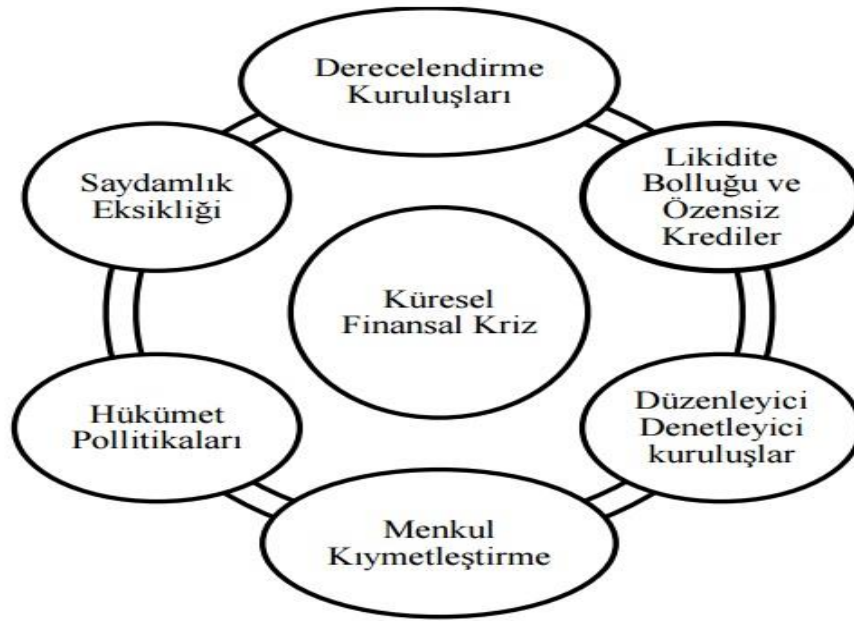 Derecelendirme
Kuruluşları
Likidite
Bolluğu ve
Özensiz
Krediler
Saydamlık
Eksikliği
Küresel
Finansal Kriz
Hükümet
Pollitikaları
Düzenleyici
Denetleyici
kuruluşlar
Menkul
Kıymetleştirme